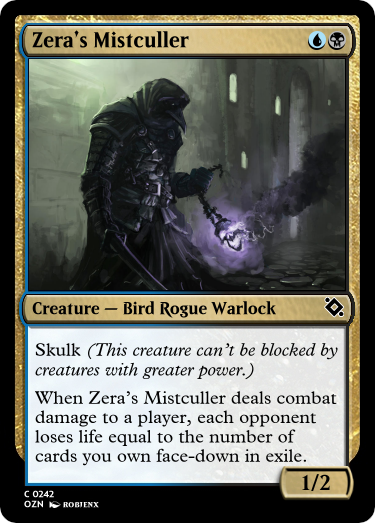 Zera's Mistculler
Creature — Bird Rogue Warlock
Skulk (This creature can't be blocked by
creatures with greater power.)
When Zera's Mistculler deals combat
damage to a player, each opponent
loses life equal to the number of
cards you own face-down in exile.
1/2
C 0242
OZN ROBJENX